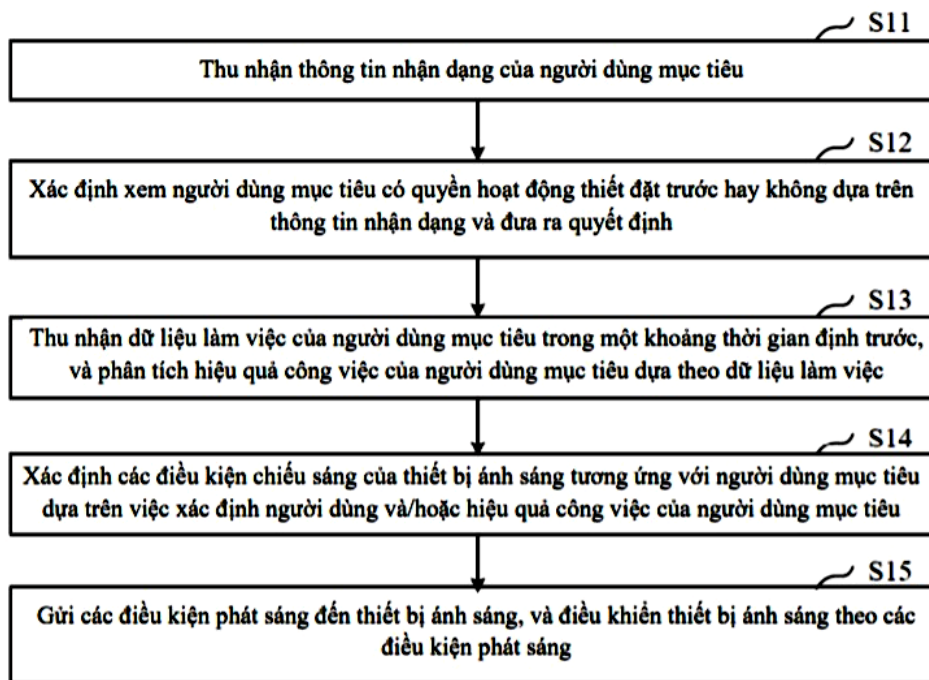 S11
Thu nhận thông tin nhận dạng của người dùng mục tiêu
S12
Xác định xem người dùng mục tiêu có quyền hoạt động thiết đặt trước hay không dựa trên
thông tin nhận dạng và đưa ra quyết định
S13
Thu nhận dữ liệu làm việc của người dùng mục tiêu trong một khoảng thời gian định trước,
và phân tích hiệu quả công việc của người dùng mục tiêu dựa theo dữ liệu làm việc
S14
Xác định các điều kiện chiếu sáng của thiết bị ánh sáng tương ứng với người dùng mục tiêu
dựa trên việc xác định người dùng và/hoặc hiệu quả công việc của người dùng mục tiêu
S15
Gửi các điều kiện phát sáng đến thiết bị ánh sáng, và điều khiển thiết bị ánh sáng theo các
điều kiện phát sáng